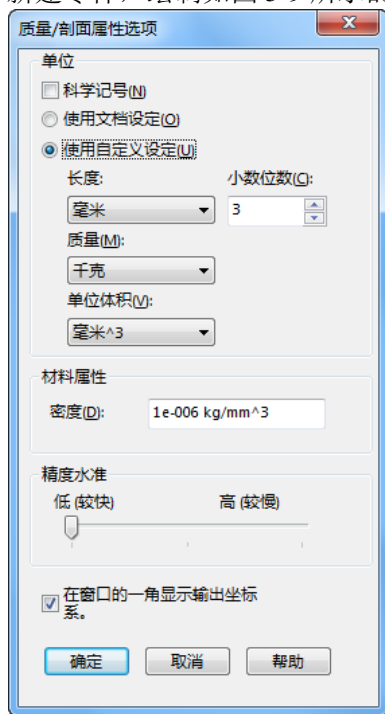 质量/剖面属性选项
单位
科学记号(N)
使用文档设定(O)
使用自定义设定(U)
长度: 小数位数(C):
毫米 3
质量(M):
千克
单位体积(V):
毫米^3
材料属性
密度(D): 1e-006 kg/mm^3
精度水准
低 (较快) 高 (较慢)
在窗口的一角显示输出坐标
系。
确定 取消 帮助